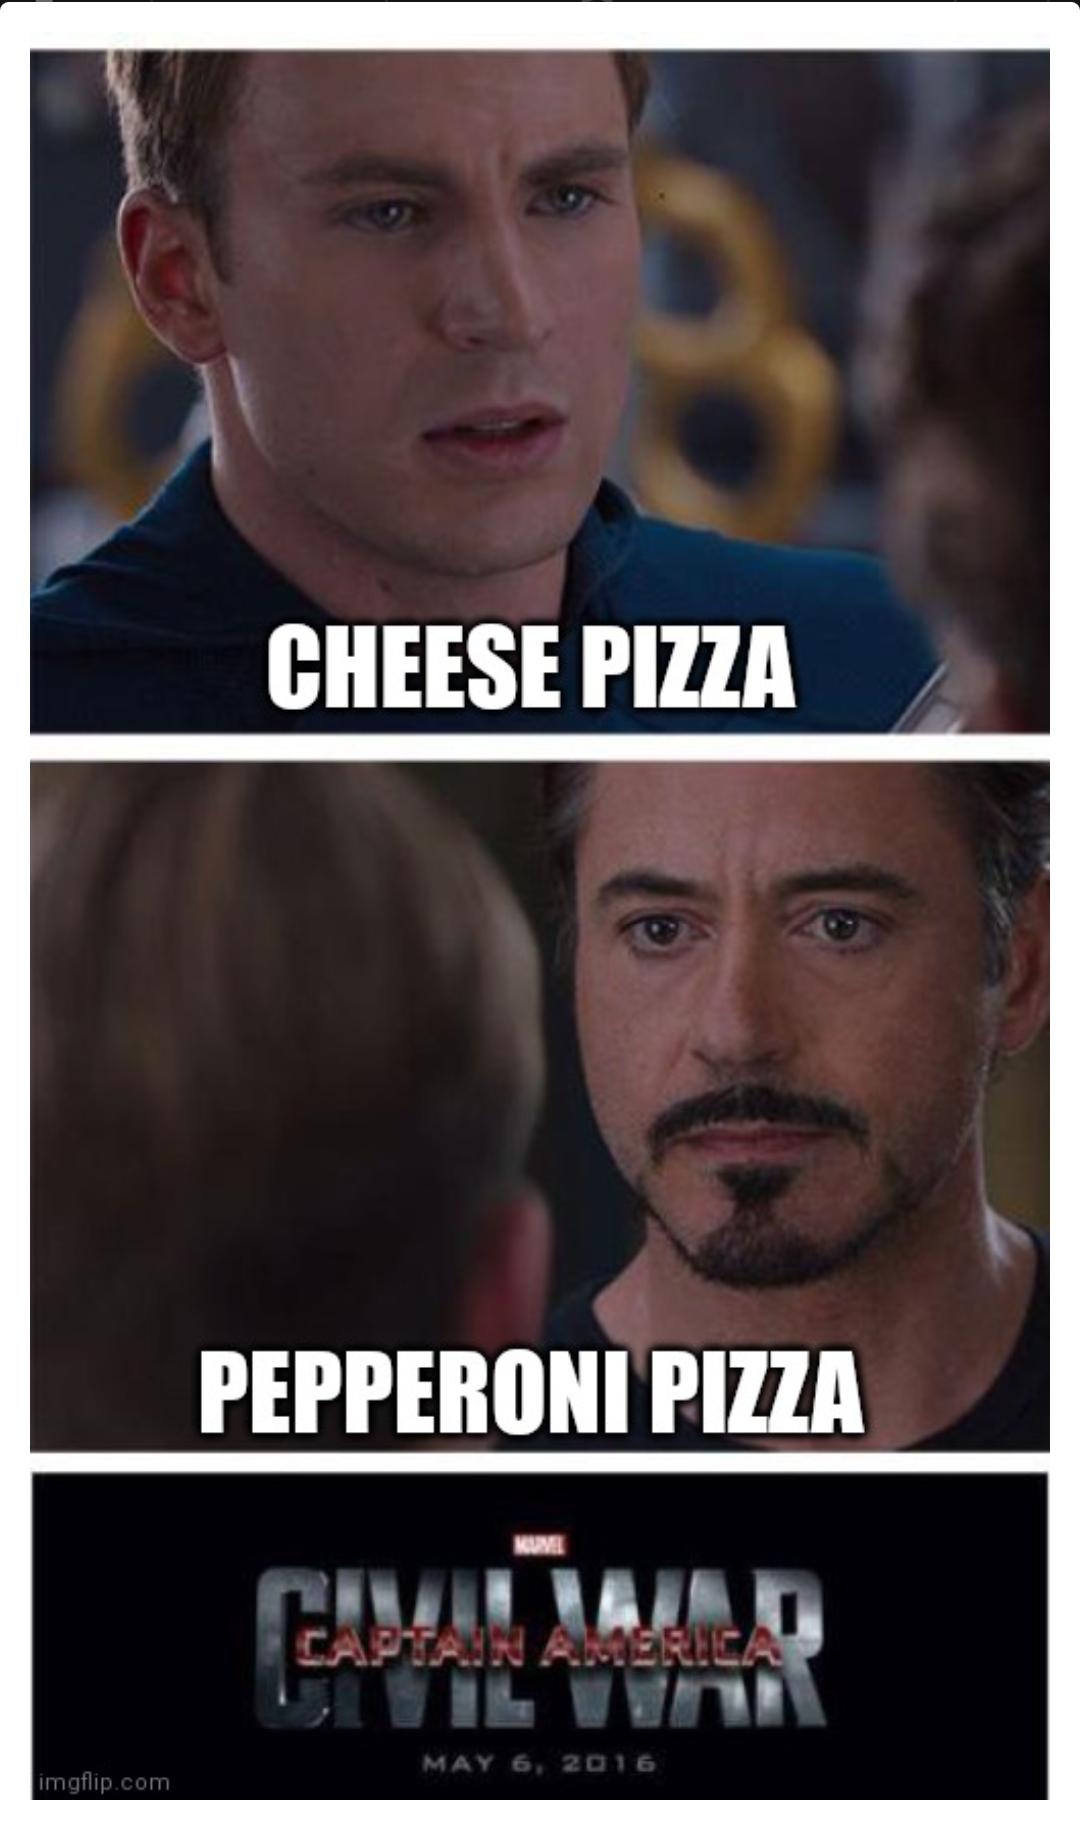 CHEESE PIZZA
PEPPERONI PIZZA
MARVEL
CIVIL WAR
CAPTAIN AMERICA
MAY 6, 2016
imgflip.com